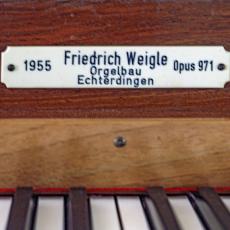 1955 Friedrich Weigle Opus 971
Orgelbau
Echterdingen